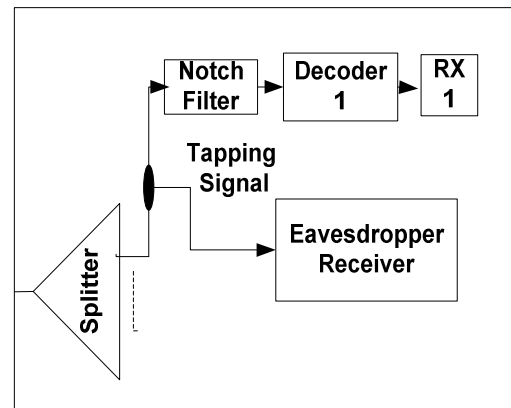 Notch
Filter
Decoder
1
RX
1
Tapping
Signal
Eavesdropper
Receiver
Splitter